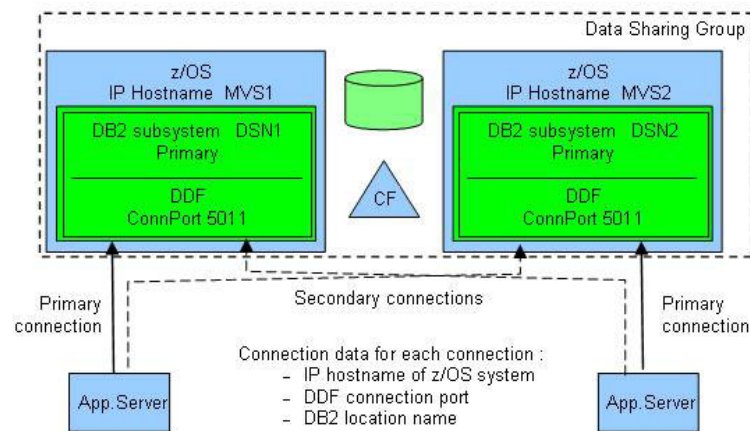 Data Sharing Group
z/OS
IP Hostname MVS1
DB2 subsystem DSN1
Primary
DDF
ConnPort 5011
CF
z/OS
IP Hostname MVS2
DB2 subsystem DSN2
Primary
DDF
ConnPort 5011
Primary
connection
Secondary connections
Primary
connection
Connection data for each connection :
– IP hostname of z/OS system
– DDF connection port
– DB2 location name
App.Server
App.Server